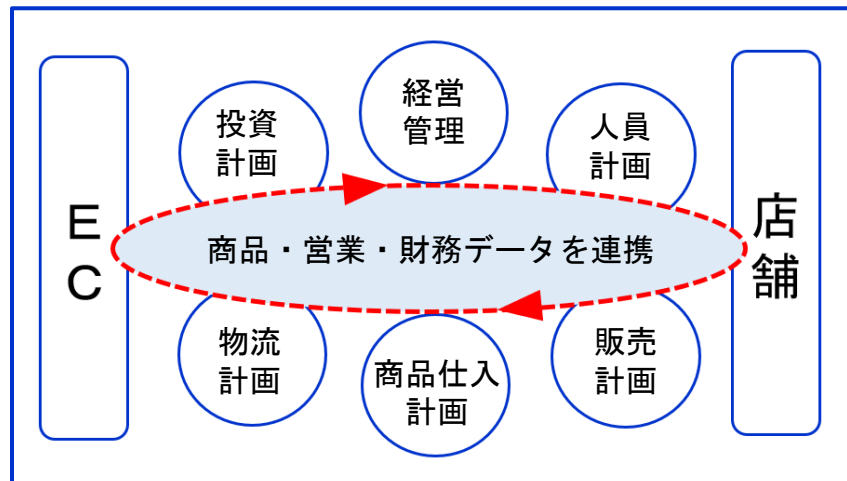 EC
投資
計画
経営
管理
人員
計画
商品・営業・財務データを連携
物流
計画
商品仕入
計画
販売
計画
店舗